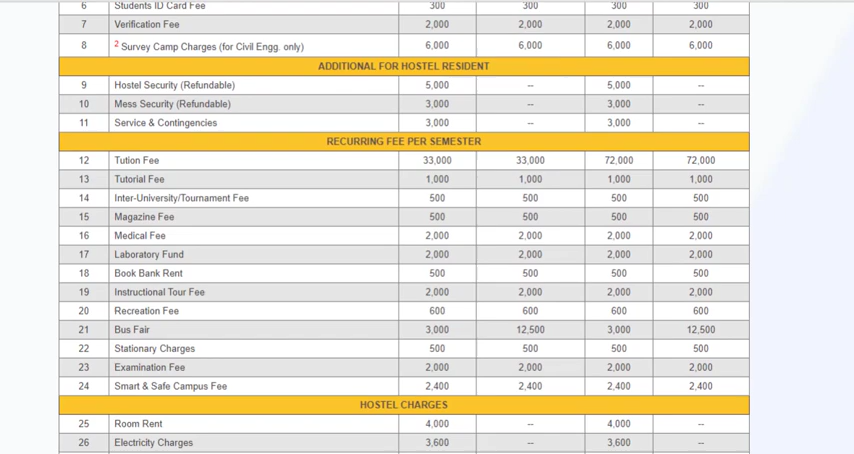 6 Students ID Card Fee 300 300 300 300
7 Verification Fee 2,000 2,000 2,000 2,000
8 2 Survey Camp Charges (for Civil Engg. only) 6,000 6,000 6,000 6,000
ADDITIONAL FOR HOSTEL RESIDENT
9 Hostel Security (Refundable) 5,000 -- 5,000 --
10 Mess Security (Refundable) 3,000 -- 3,000 --
11 Service & Contingencies 3,000 -- 3,000 --
RECURRING FEE PER SEMESTER
12 Tution Fee 33,000 33,000 72,000 72,000
13 Tutorial Fee 1,000 1,000 1,000 1,000
14 Inter-University/Tournament Fee 500 500 500 500
15 Magazine Fee 500 500 500 500
16 Medical Fee 2,000 2,000 2,000 2,000
17 Laboratory Fund 2,000 2,000 2,000 2,000
18 Book Bank Rent 500 500 500 500
19 Instructional Tour Fee 2,000 2,000 2,000 2,000
20 Recreation Fee 600 600 600 600
21 Bus Fair 3,000 12,500 3,000 12,500
22 Stationary Charges 500 500 500 500
23 Examination Fee 2,000 2,000 2,000 2,000
24 Smart & Safe Campus Fee 2,400 2,400 2,400 2,400
HOSTEL CHARGES
25 Room Rent 4,000 -- 4,000 --
26 Electricity Charges 3,600 -- 3,600 --